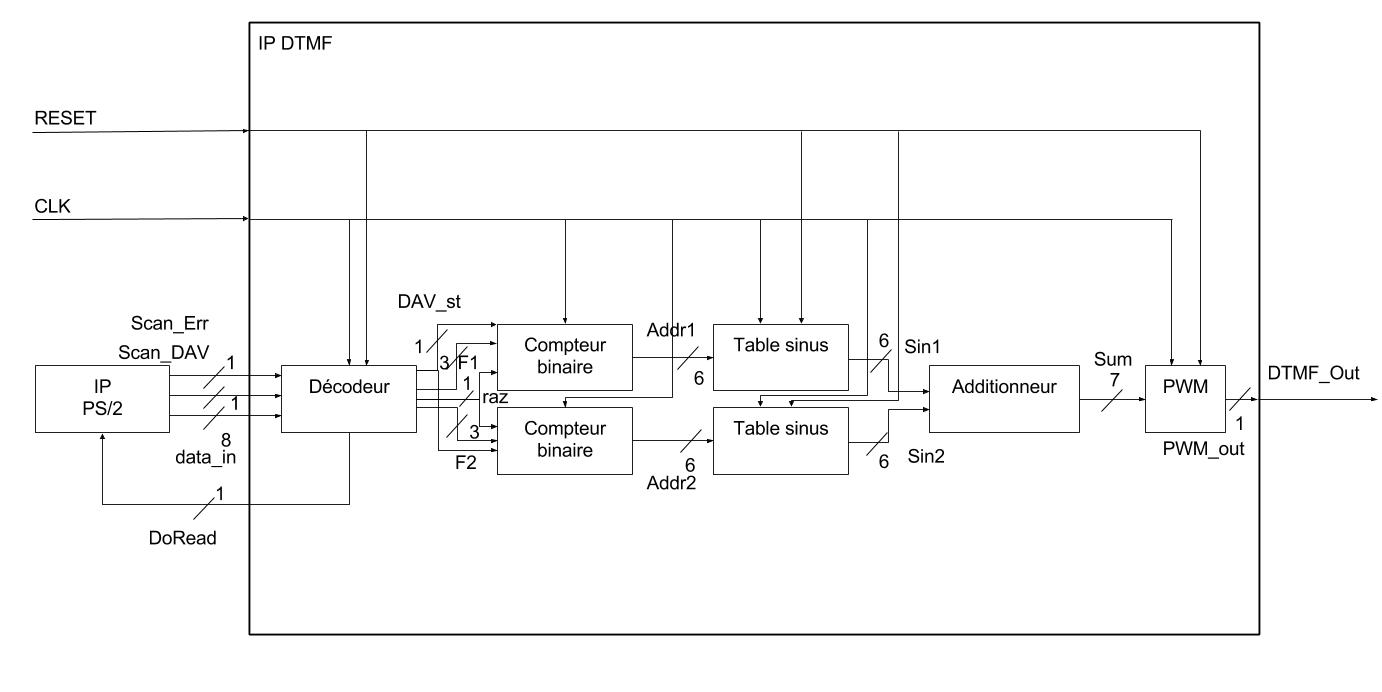 IP DTMF
RESET
CLK
DAV_st
Scan_Err
Scan_DAV
1
1
8
data_in
IP
PS/2
Décodeur
1
3
F1
1
raz
3
F2
Compteur
binaire
Compteur
binaire
Addr1
6
6
Addr2
Table sinus
Table sinus
6
Sin1
6
Sin2
Additionneur
Sum
7
PWM
1
PWM_out
DTMF_Out
1
DoRead